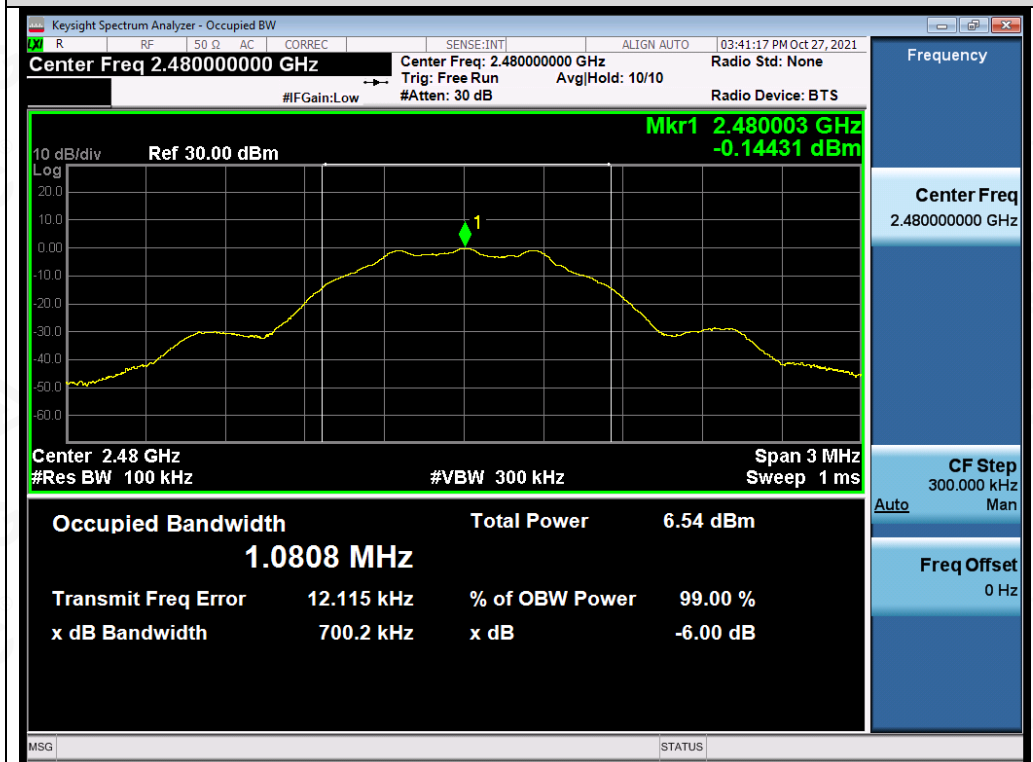 Keysight Spectrum Analyzer - Occupied BW
LXI R RF 50 Ω AC CORREC SENSE:INT ALIGN AUTO 03:41:17 PM Oct 27, 2021
Center Freq 2.480000000 GHz
#IFGain:Low
Center Freq: 2.480000000 GHz
Trig: Free Run Avg|Hold: 10/10
#Atten: 30 dB
Radio Std: None
Radio Device: BTS
Mkr1 2.480003 GHz
-0.14431 dBm
10 dB/div Ref 30.00 dBm
Log
20.0
10.0
0.00
-10.0
-20.0
-30.0
-40.0
-50.0
-60.0
1
Center 2.48 GHz Span 3 MHz
#Res BW 100 kHz #VBW 300 kHz Sweep 1 ms
Occupied Bandwidth Total Power 6.54 dBm
1.0808 MHz
Transmit Freq Error 12.115 kHz % of OBW Power 99.00 %
x dB Bandwidth 700.2 kHz x dB -6.00 dB
Frequency
Center Freq
2.480000000 GHz
CF Step
300.000 kHz
Auto Man
Freq Offset
0 Hz
MSG STATUS